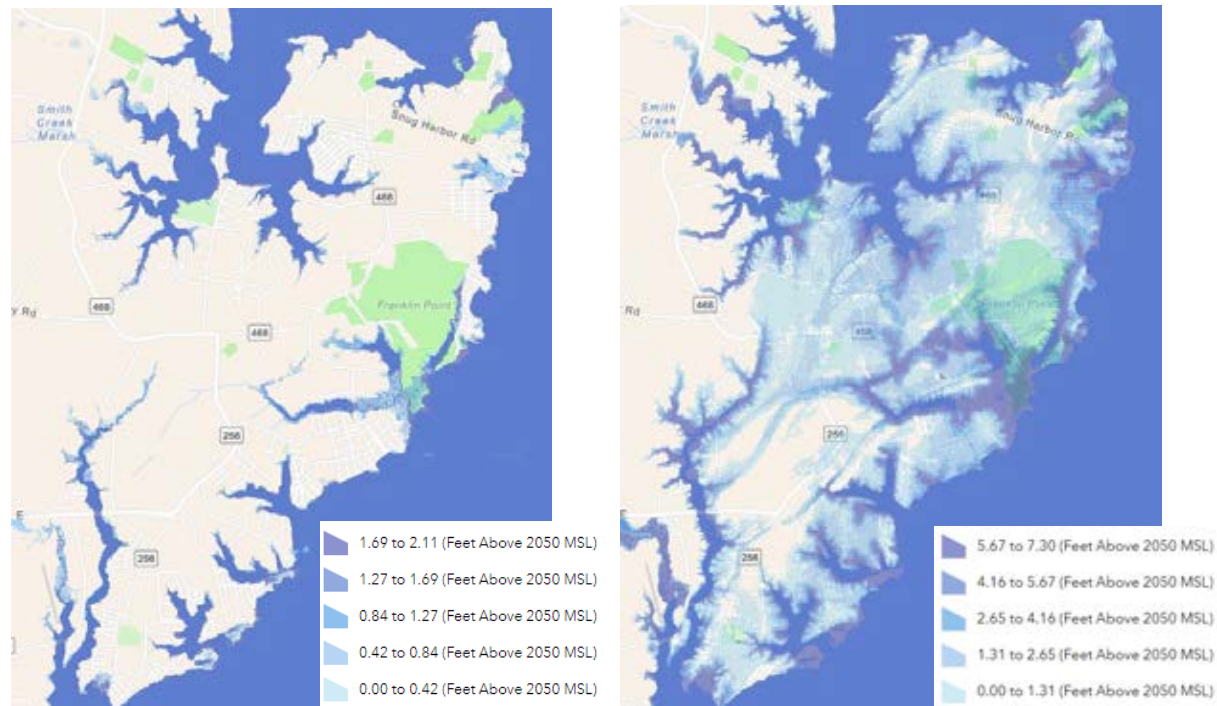 Smith
Creek
Marsh
Snug Harbor Rd
468
Franklin Point
468
y Rd
468
256
E
256
1.69 to 2.11 (Feet Above 2050 MSL)
1.27 to 1.69 (Feet Above 2050 MSL)
0.84 to 1.27 (Feet Above 2050 MSL)
0.42 to 0.84 (Feet Above 2050 MSL)
0.00 to 0.42 (Feet Above 2050 MSL)
Smith
Creek
Marsh
Snug Harbor R
468
468
Rd
256
E
256
5.67 to 7.30 (Feet Above 2050 MSL)
4.16 to 5.67 (Feet Above 2050 MSL)
2.65 to 4.16 (Feet Above 2050 MSL)
1.31 to 2.65 (Feet Above 2050 MSL)
0.00 to 1.31 (Feet Above 2050 MSL)